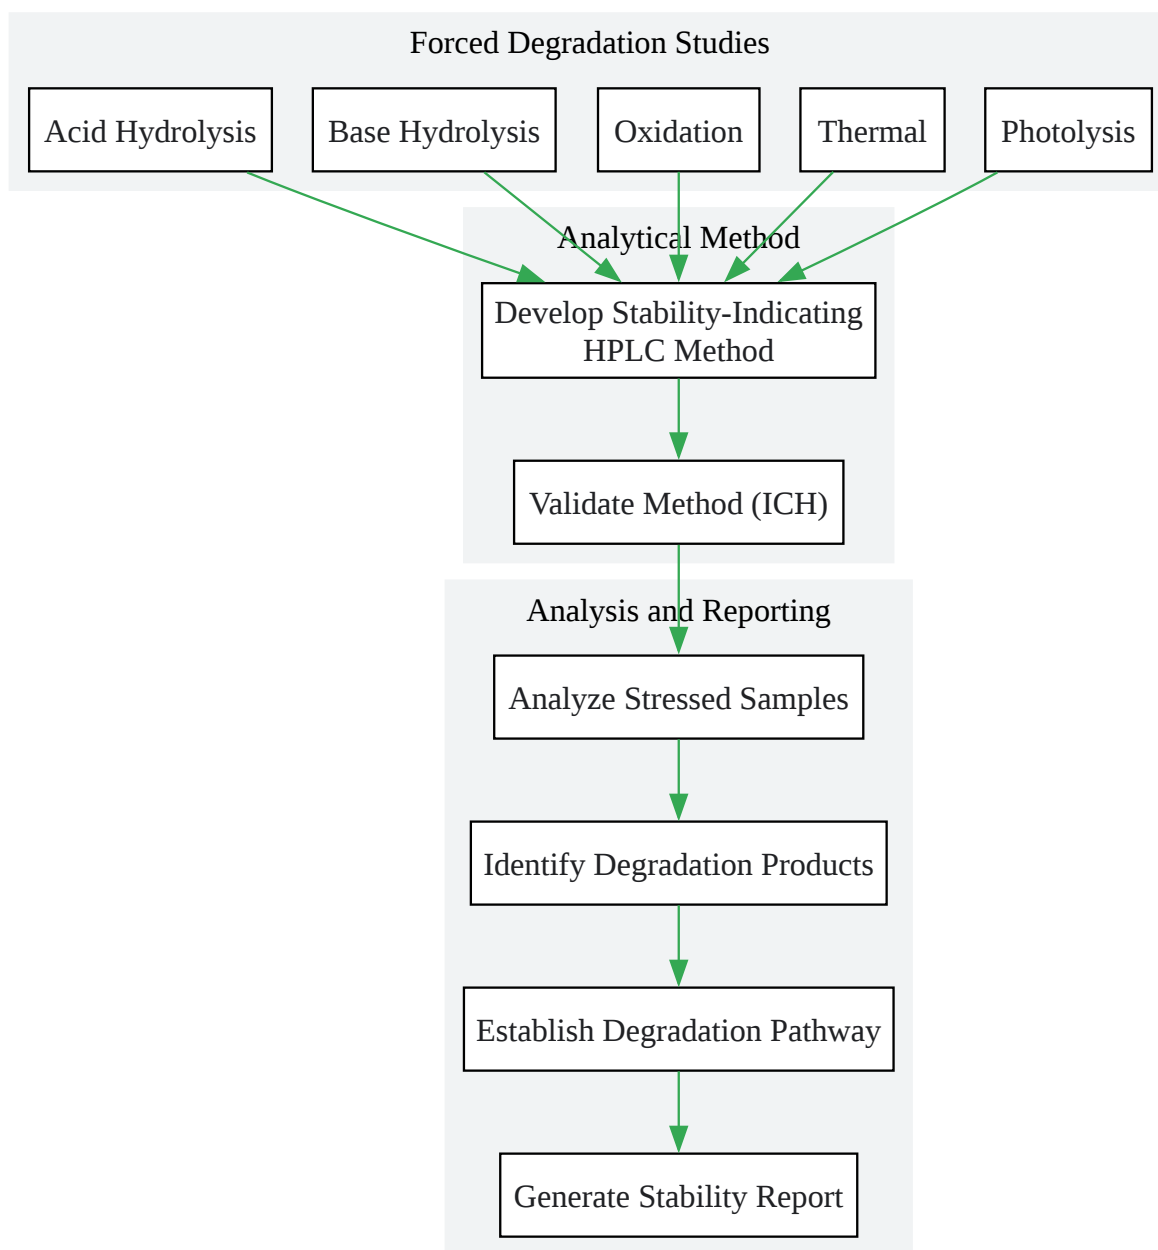 Forced Degradation Studies
Acid Hydrolysis
Base Hydrolysis
Oxidation
Thermal
Photolysis
Analytical Method
Develop Stability-Indicating
HPLC Method
Validate Method (ICH)
Analysis and Reporting
Analyze Stressed Samples
Identify Degradation Products
Establish Degradation Pathway
Generate Stability Report